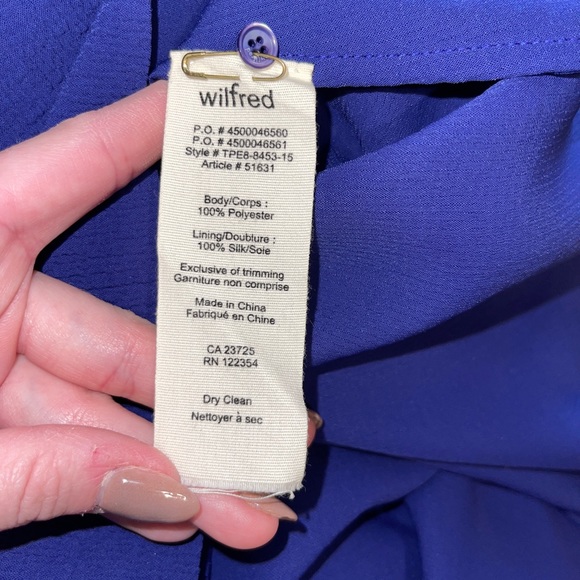 wilfred
P.O. # 4500046560
P.O. # 4500046561
Style # TPE8-8453-15
Article # 51631
Body/Corps :
100% Polyester
Lining/Doubture :
100% Silk/Soie
Exclusive of trimming
Garniture non comprise
Made in China
Fabriqué en Chine
CA 23725
RN 122354
Dry Clean
Nettoyer à sec